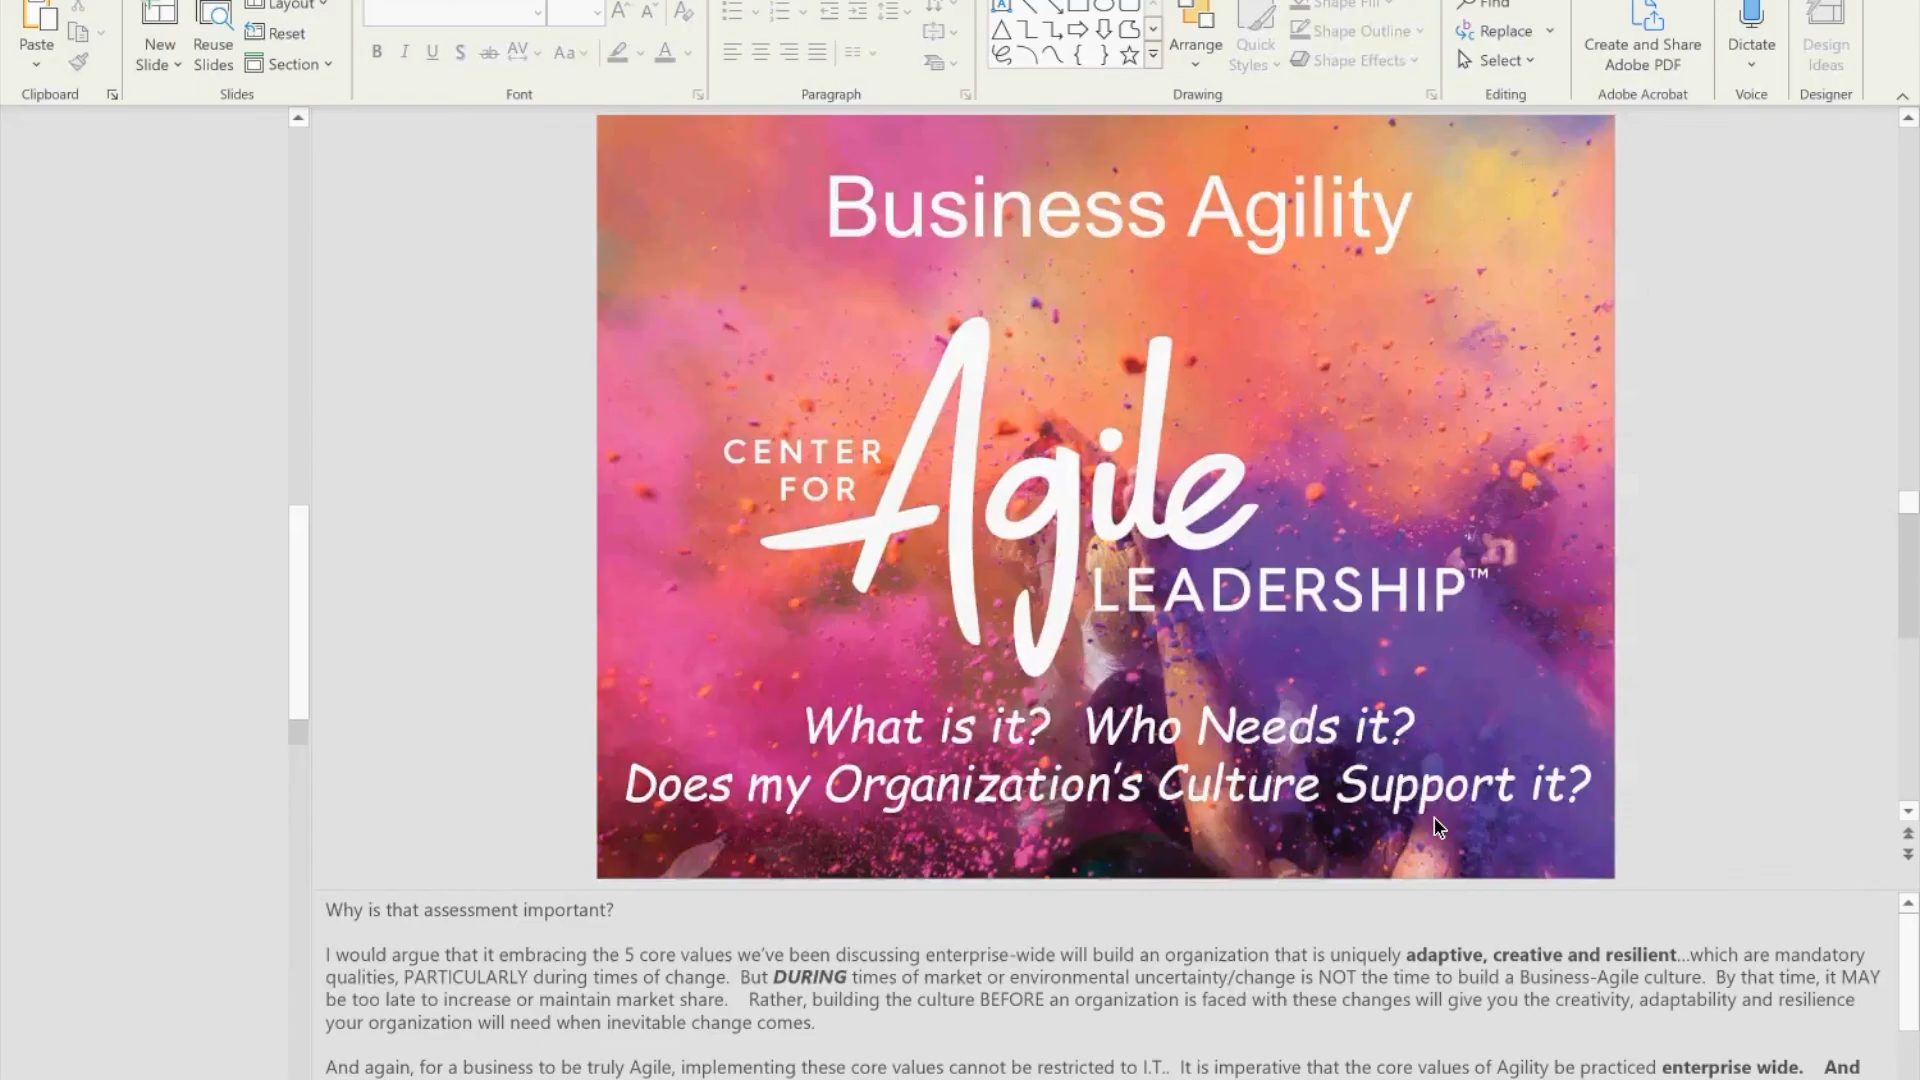 Layout
Find
Shape Fill
Paste
New
Slide
Reuse
Slides
Reset
Section
B I U S ab AV Aa A
Arrange
Quick
Styles
Shape Outline
Shape Effects
Replace
Select
Create and Share
Adobe PDF
Dictate
Design
Ideas
Clipboard
Slides
Font
Paragraph
Drawing
Editing
Adobe Acrobat
Voice
Designer
Business Agility
CENTER
FOR
Agile
LEADERSHIP™
What is it? Who Needs it?
Does my Organization's Culture Support it?
Why is that assessment important?
I would argue that it embracing the 5 core values we've been discussing enterprise-wide will build an organization that is uniquely adaptive, creative and resilient...which are mandatory
qualities, PARTICULARLY during times of change. But DURING times of market or environmental uncertainty/change is NOT the time to build a Business-Agile culture. By that time, it MAY
be too late to increase or maintain market share. Rather, building the culture BEFORE an organization is faced with these changes will give you the creativity, adaptability and resilience
your organization will need when inevitable change comes.
And again, for a business to be truly Agile, implementing these core values cannot be restricted to I.T.. It is imperative that the core values of Agility be practiced enterprise wide. And